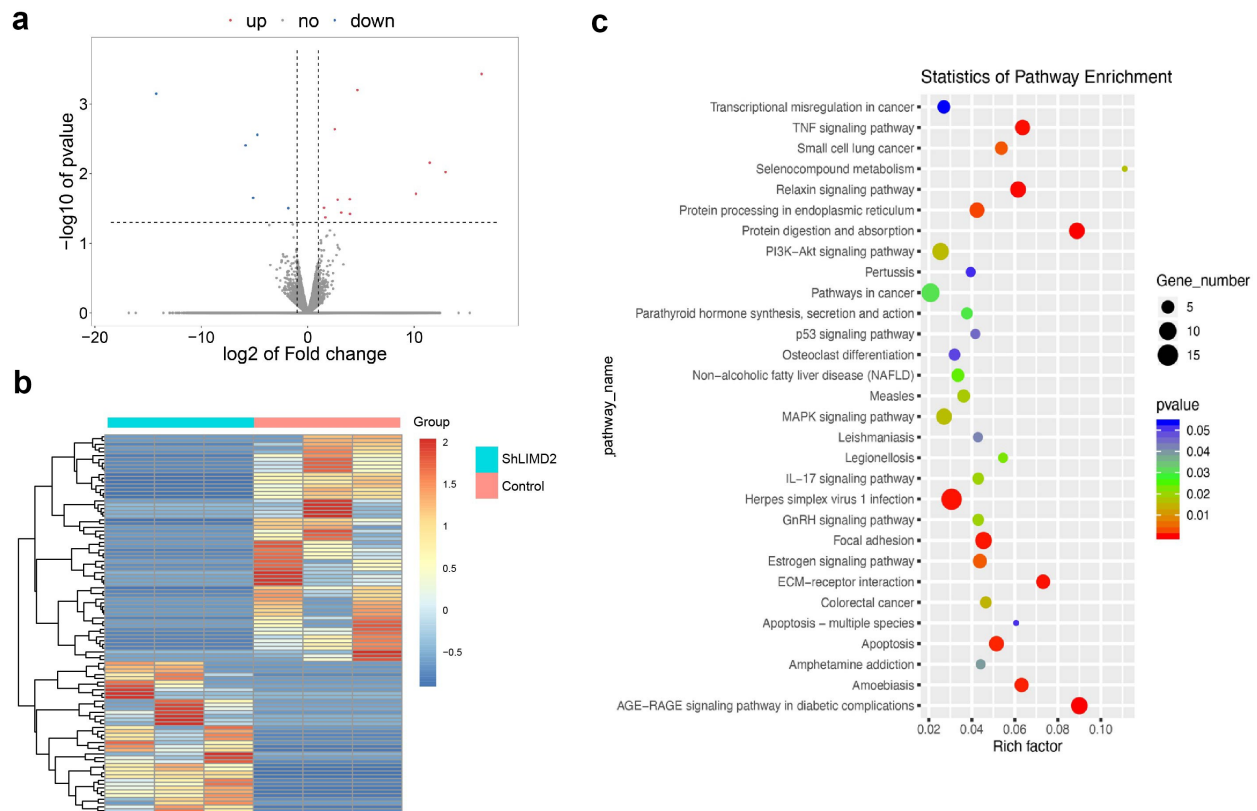 a
up no down
3
2
1
0
−20
−10
0
10
−log10 of pvalue
log2 of Fold change
b
Group
ShLIMD2
Control
2
1.5
1
0.5
0
−0.5
c
Statistics of Pathway Enrichment
pathway_name
Transcriptional misregulation in cancer
TNF signaling pathway
Small cell lung cancer
Selenocompound metabolism
Relaxin signaling pathway
Protein processing in endoplasmic reticulum
Protein digestion and absorption
PI3K−Akt signaling pathway
Pertussis
Pathways in cancer
Parathyroid hormone synthesis, secretion and action
p53 signaling pathway
Osteoclast differentiation
Non−alcoholic fatty liver disease (NAFLD)
Measles
MAPK signaling pathway
Leishmaniasis
Legionellosis
IL−17 signaling pathway
Herpes simplex virus 1 infection
GnRH signaling pathway
Focal adhesion
Estrogen signaling pathway
ECM−receptor interaction
Colorectal cancer
Apoptosis − multiple species
Apoptosis
Amphetamine addiction
Amoebiasis
AGE−RAGE signaling pathway in diabetic complications
0.02 0.04 0.06 0.08 0.10
Rich factor
Gene_number
5
10
15
pvalue
0.05
0.04
0.03
0.02
0.01